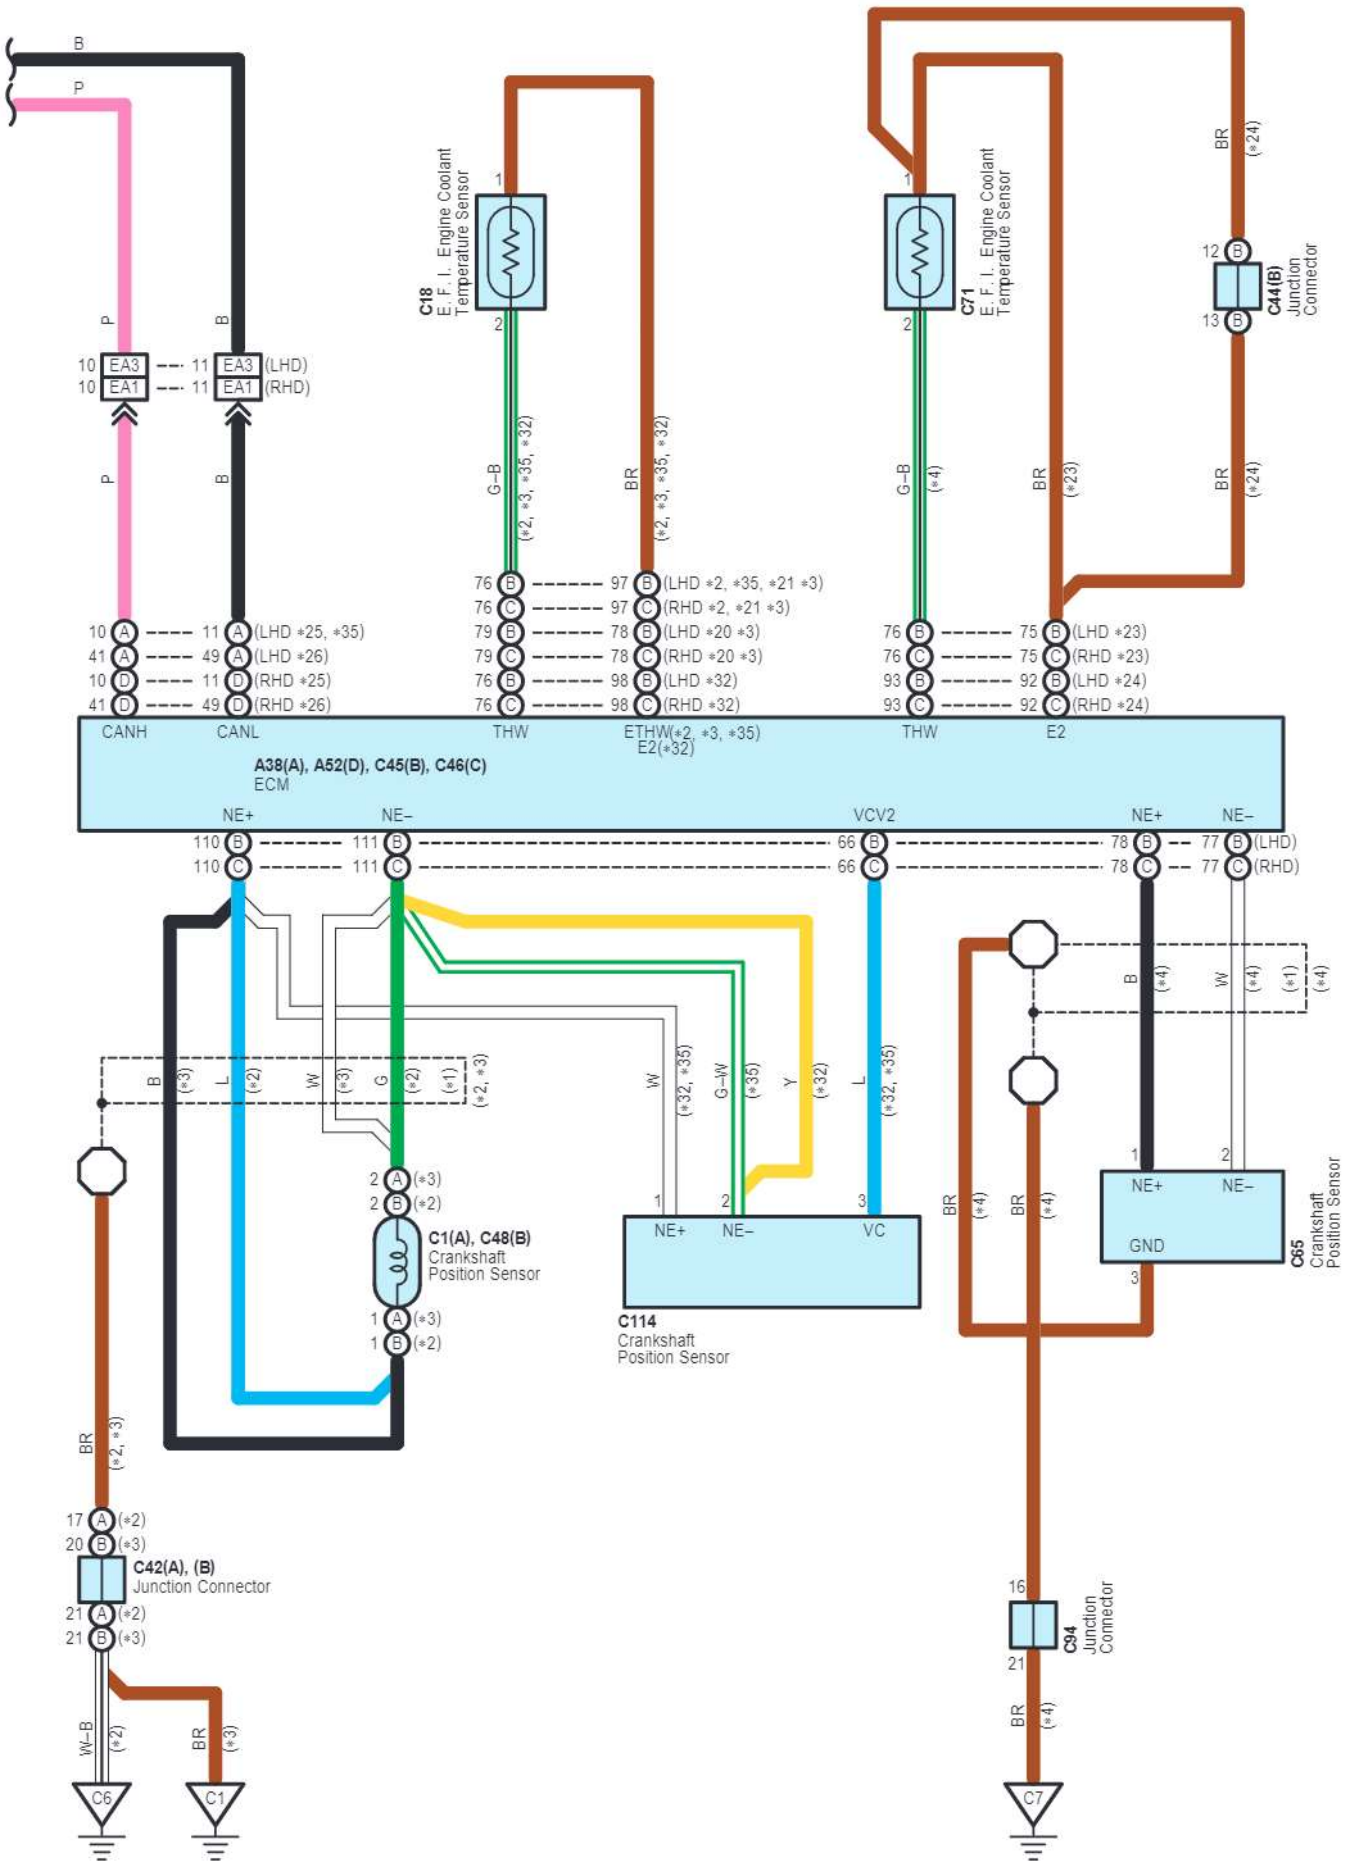 B
P
BR
(*24)
1
C18
E. F. I. Engine Coolant
Temperature Sensor
2
1
C71
E. F. I. Engine Coolant
Temperature Sensor
2
12 B
C44(B)
Junction
Connector
13 B
P
B
10 EA3 11 EA3 (LHD)
10 EA1 11 EA1 (RHD)
P
B
G–B
(*2, *3, *35, *32)
BR
(*2, *3, *35, *32)
G–B
(*4)
BR
(*23)
BR
(*24)
76 B 97 B (LHD *2, *35, *21 *3)
76 C 97 C (RHD *2, *21 *3)
10 A 11 A (LHD *25, *35)
79 B 78 B (LHD *20 *3)
76 B 75 B (LHD *23)
41 A 49 A (LHD *26)
79 C 78 C (RHD *20 *3)
76 C 75 C (RHD *23)
10 D 11 D (RHD *25)
76 B 98 B (LHD *32)
93 B 92 B (LHD *24)
41 D 49 D (RHD *26)
76 C 98 C (RHD *32)
93 C 92 C (RHD *24)
CANH
CANL
THW
ETHW(*2, *3, *35)
E2(*32)
THW
E2
A38(A), A52(D), C45(B), C46(C)
ECM
NE+
NE–
VCV2
NE+
NE–
110 B 111 B 66 B 78 B 77 B (LHD)
110 C 111 C 66 C 78 C 77 C (RHD)
B
(*4)
W
(*4)
(*1)
(*4)
B
(*3)
L
(*2)
W
(*3)
G
(*2)
(*1)
(*2, *3)
W
(*32, *35)
G–W
(*35)
Y
(*32)
L
(*32, *35)
1
2
2 A (*3)
2 B (*2)
1
2
3
BR
(*4)
BR
(*4)
NE+
NE–
GND
3
C65
Crankshaft
Position Sensor
NE+
NE–
VC
C1(A), C48(B)
Crankshaft
Position Sensor
1 A (*3)
1 B (*2)
C114
Crankshaft
Position Sensor
BR
(*2, *3)
17 A (*2)
20 B (*3)
C42(A), (B)
Junction Connector
21 A (*2)
21 B (*3)
16
C94
Junction
Connector
21
W–B
(*2)
BR
(*3)
BR
(*4)
C6
C1
C7